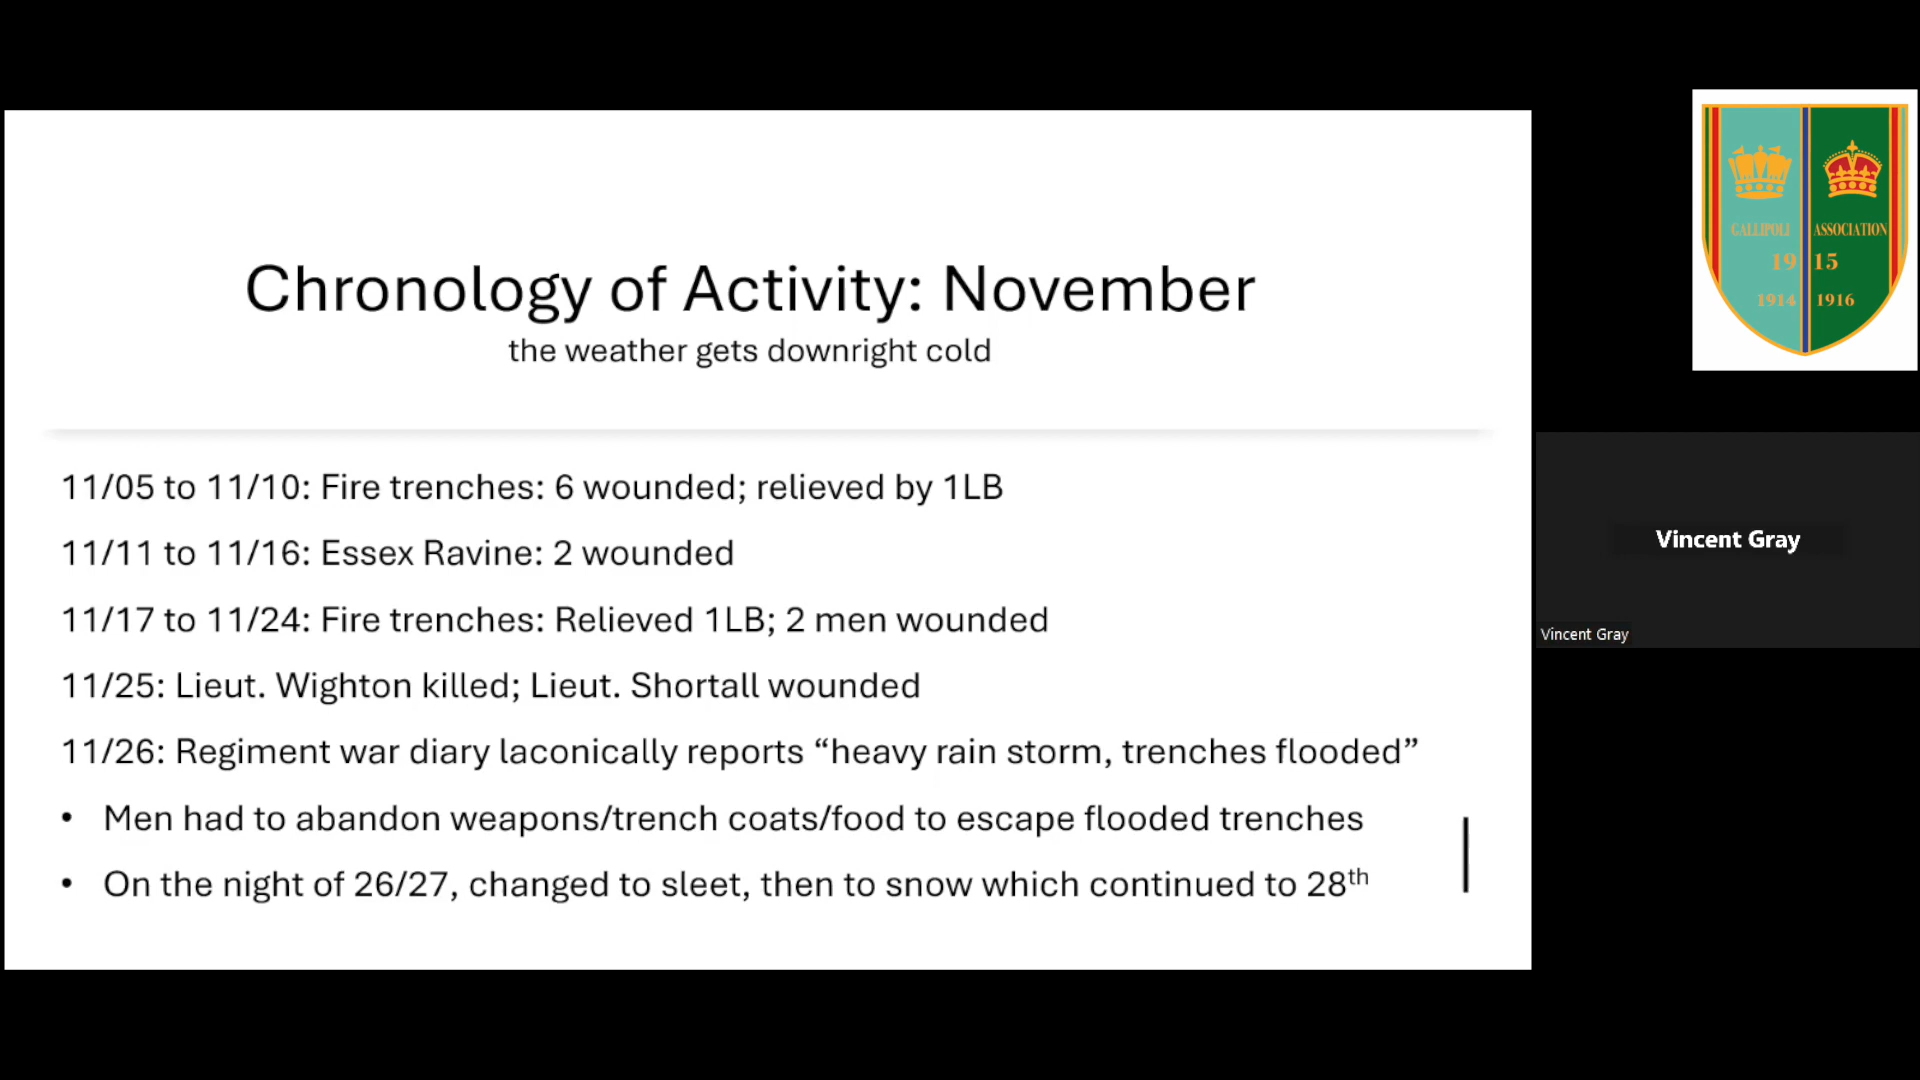 Chronology of Activity: November
the weather gets downright cold
11/05 to 11/10: Fire trenches: 6 wounded; relieved by 1LB
11/11 to 11/16: Essex Ravine: 2 wounded
11/17 to 11/24: Fire trenches: Relieved 1LB; 2 men wounded
11/25: Lieut. Wighton killed; Lieut. Shortall wounded
11/26: Regiment war diary laconically reports “heavy rain storm, trenches flooded”
• Men had to abandon weapons/trench coats/food to escape flooded trenches
• On the night of 26/27, changed to sleet, then to snow which continued to 28th
GALLIPOLI ASSOCIATION
19 15
1914 1916
Vincent Gray
Vincent Gray